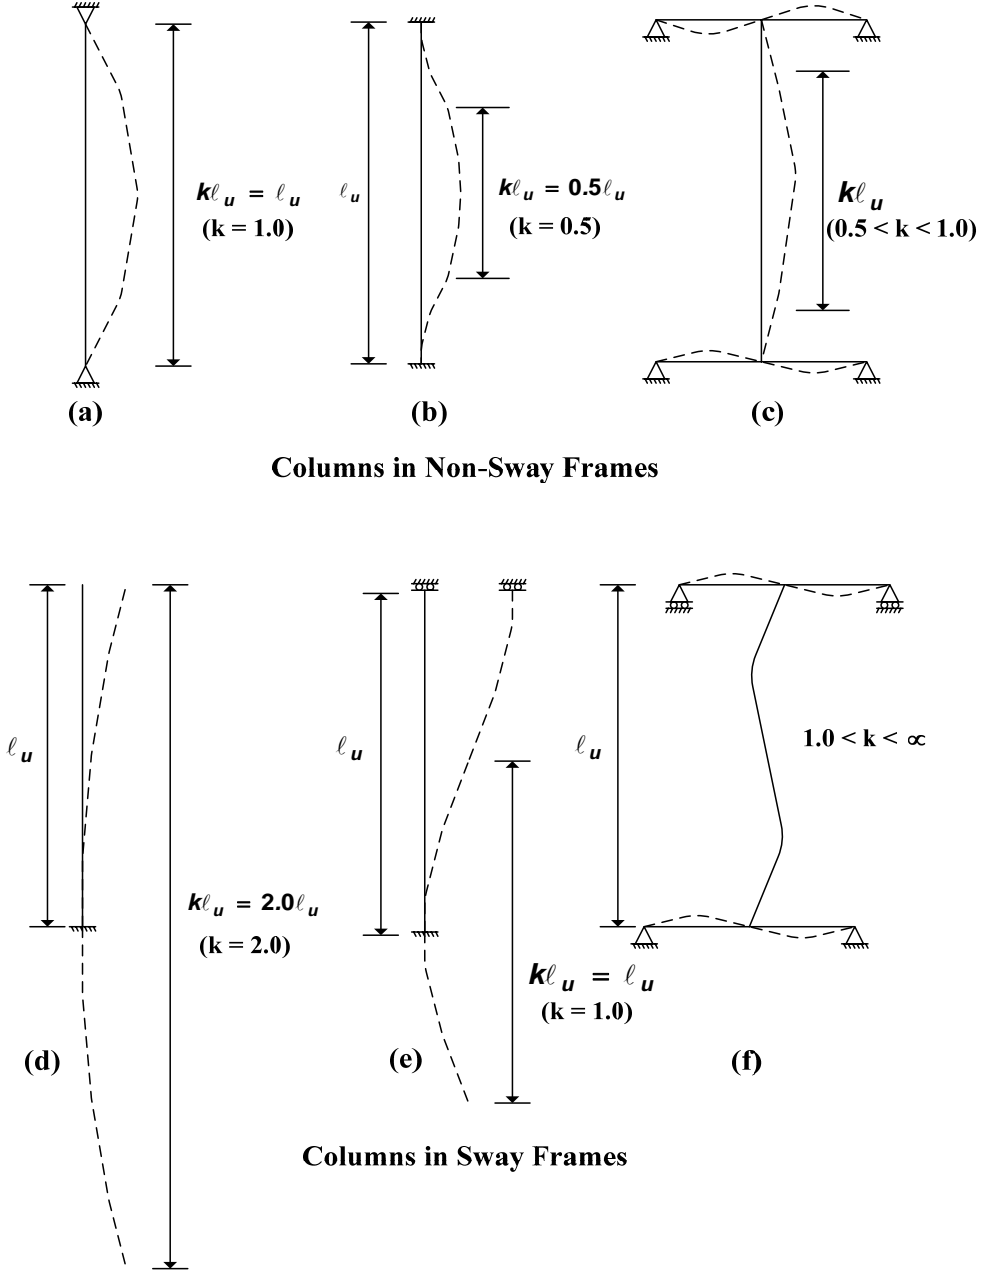 kℓu = ℓu
(k = 1.0)
(a)
ℓu
kℓu = 0.5ℓu
(k = 0.5)
(b)
kℓu
(0.5 < k < 1.0)
(c)
Columns in Non-Sway Frames
ℓu
kℓu = 2.0ℓu
(k = 2.0)
(d)
ℓu
kℓu = ℓu
(k = 1.0)
(e)
ℓu
1.0 < k < ∝
(f)
Columns in Sway Frames